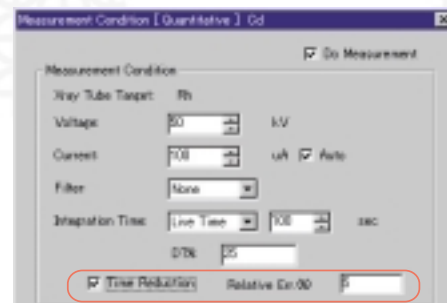 Measurement Condition [ Quantitative ] Cd
Do Measurement
Measurement Condition
Xray Tube Target: Rh
Voltage: 50 kV
Current: 100 uA Auto
Filter: None
Integration Time: Live Time 100 sec
DT% 25
Time Reduction Relative Err.(%) 5